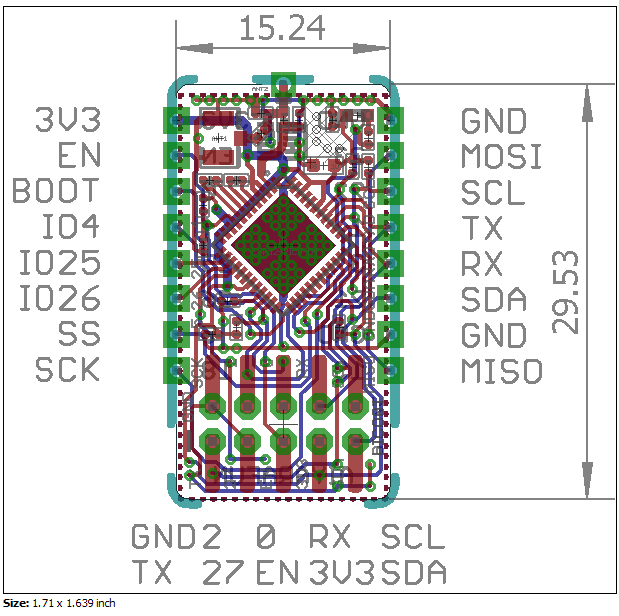 15.24
3V3 GND
EN MOSI
BOOT SCL
IO4 TX
IO25 RX
IO26 SDA
SS GND
SCK MISO
29.53
GND2 0 RX SCL
TX 27 EN 3V3 SDA
Size: 1.71 x 1.639 inch